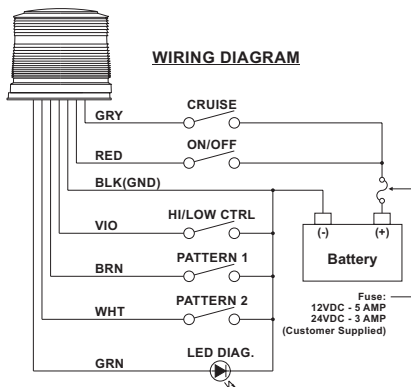 WIRING DIAGRAM
GRY CRUISE
RED ON/OFF
BLK(GND)
VIO HI/LOW CTRL
BRN PATTERN 1
WHT PATTERN 2
GRN LED DIAG.
(-) (+)
Battery
Fuse:
12VDC - 5 AMP
24VDC - 3 AMP
(Customer Supplied)